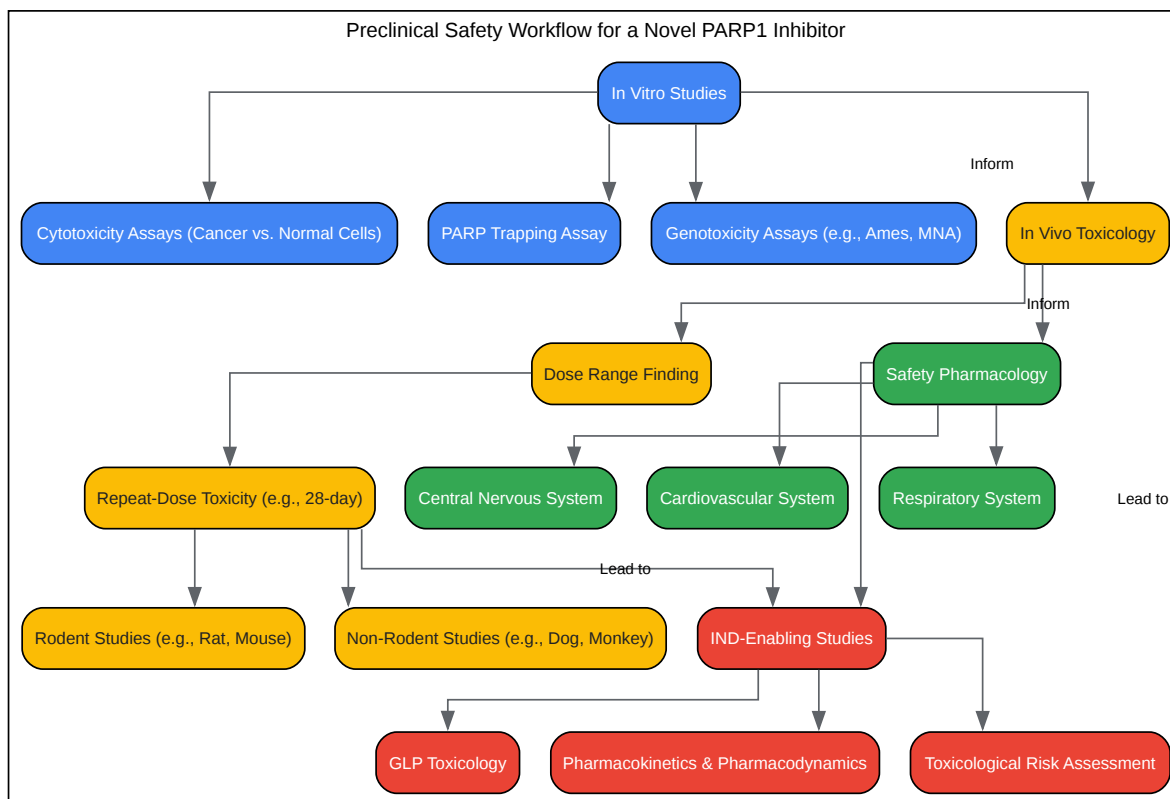 Preclinical Safety Workflow for a Novel PARP1 Inhibitor
In Vitro Studies
Inform
Cytotoxicity Assays (Cancer vs. Normal Cells)
PARP Trapping Assay
Genotoxicity Assays (e.g., Ames, MNA)
In Vivo Toxicology
Inform
Dose Range Finding
Safety Pharmacology
Repeat-Dose Toxicity (e.g., 28-day)
Central Nervous System
Cardiovascular System
Respiratory System
Lead to
Lead to
Rodent Studies (e.g., Rat, Mouse)
Non-Rodent Studies (e.g., Dog, Monkey)
IND-Enabling Studies
GLP Toxicology
Pharmacokinetics & Pharmacodynamics
Toxicological Risk Assessment